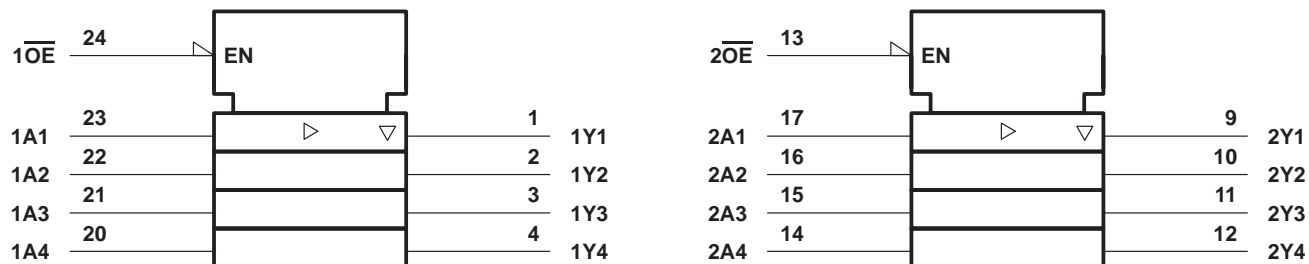 1OE 24 EN
1A1 23 1 1Y1
1A2 22 2 1Y2
1A3 21 3 1Y3
1A4 20 4 1Y4
2OE 13 EN
2A1 17 9 2Y1
2A2 16 10 2Y2
2A3 15 11 2Y3
2A4 14 12 2Y4